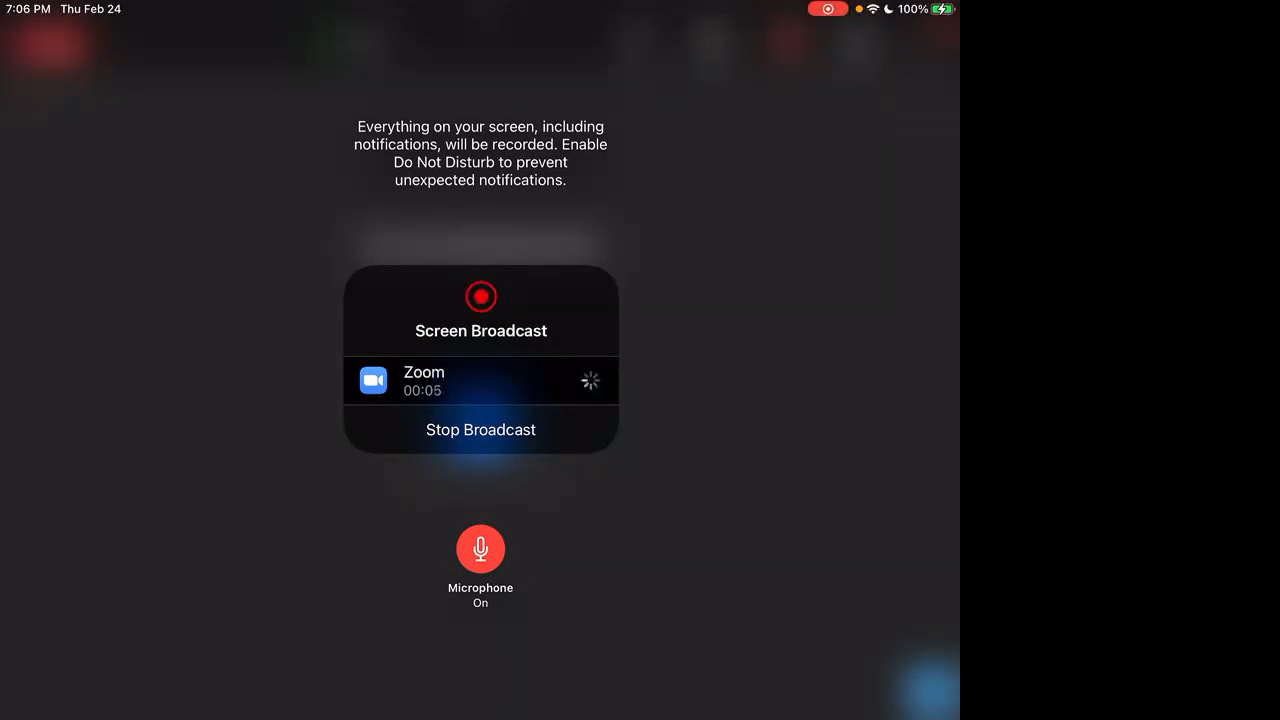 7:06 PM Thu Feb 24
100%
Everything on your screen, including
notifications, will be recorded. Enable
Do Not Disturb to prevent
unexpected notifications.
Screen Broadcast
Zoom
00:05
Stop Broadcast
Microphone
On